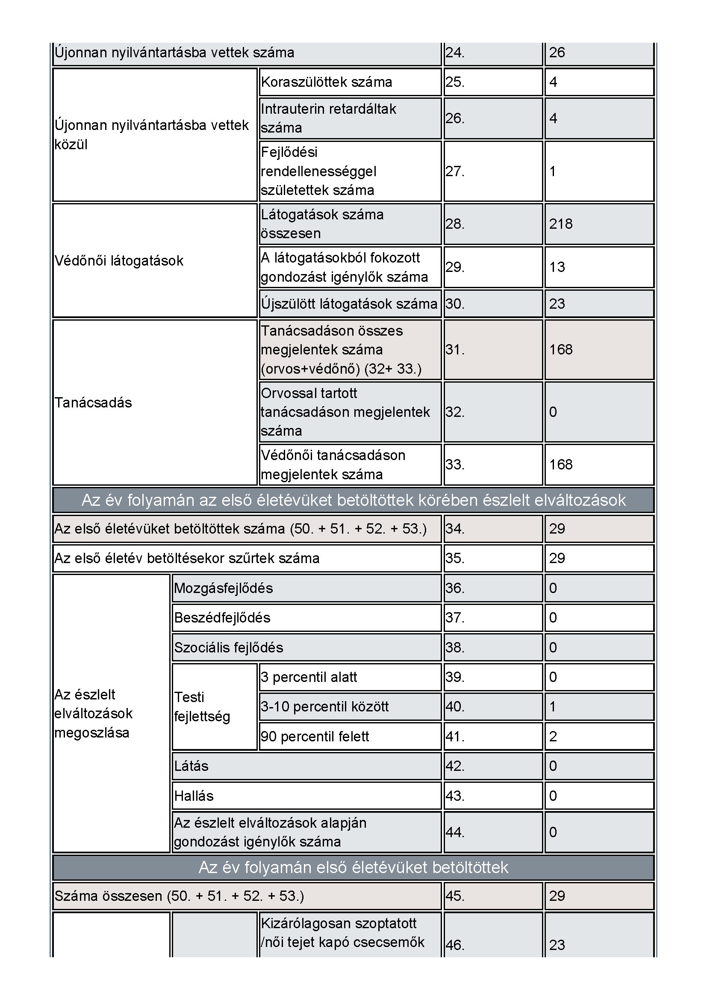 Újonnan nyilvántartásba vettek száma 24. 26
Újonnan nyilvántartásba vettek
közül
Koraszülöttek száma 25. 4
Intrauterin retardáltak
száma
26. 4
Fejlődési
rendellenességgel
születettek száma
27. 1
Védőnői látogatások
Látogatások száma
összesen
28. 218
A látogatásokból fokozott
gondozást igénylők száma
29. 13
Újszülött látogatások száma 30. 23
Tanácsadás
Tanácsadáson összes
megjelentek száma
(orvos+védőnő) (32+ 33.)
31. 168
Orvossal tartott
tanácsadáson megjelentek
száma
32. 0
Védőnői tanácsadáson
megjelentek száma
33. 168
Az év folyamán az első életévüket betöltöttek körében észlelt elváltozások
Az első életévüket betöltöttek száma (50. + 51. + 52. + 53.) 34. 29
Az első életév betöltésekor szűrtek száma 35. 29
Az észlelt
elváltozások
megoszlása
Mozgásfejlődés 36. 0
Beszédfejlődés 37. 0
Szociális fejlődés 38. 0
Testi
fejlettség
3 percentil alatt 39. 0
3-10 percentil között 40. 1
90 percentil felett 41. 2
Látás 42. 0
Hallás 43. 0
Az észlelt elváltozások alapján
gondozást igénylők száma
44. 0
Az év folyamán első életévüket betöltöttek
Száma összesen (50. + 51. + 52. + 53.) 45. 29
Kizárólagosan szoptatott
/női tejet kapó csecsemők
46. 23